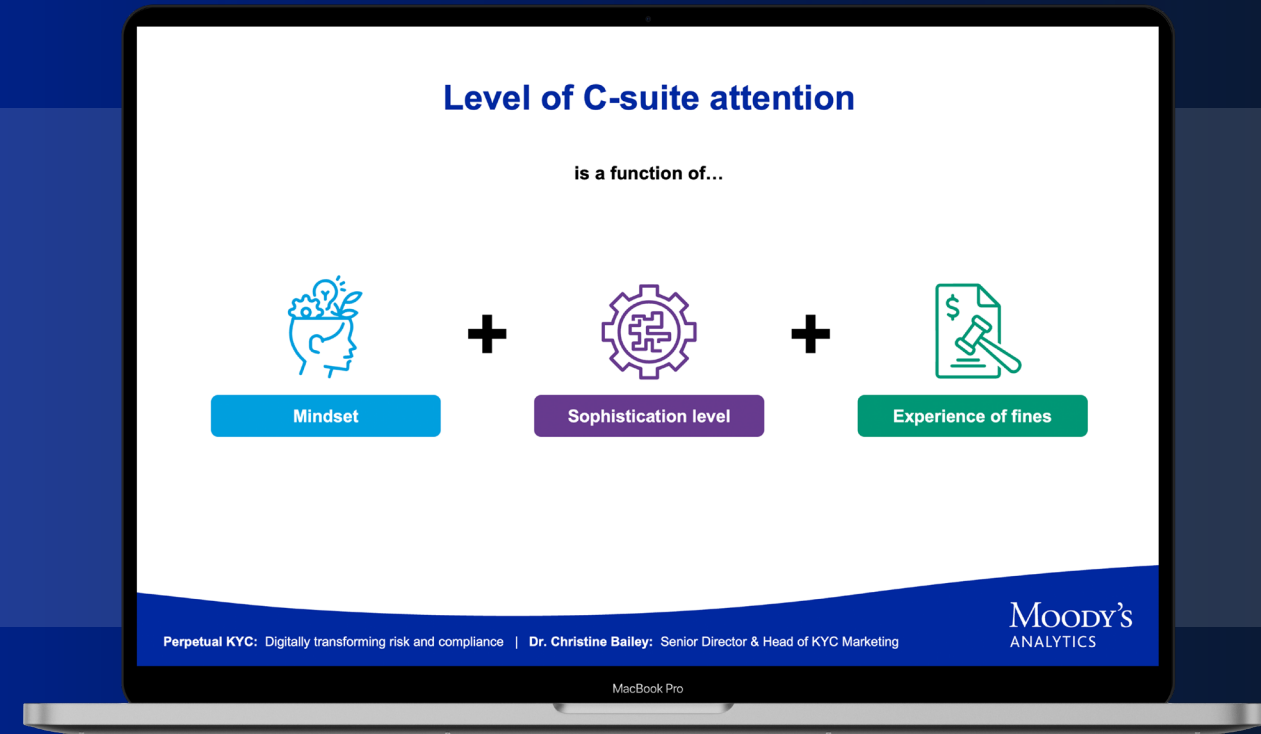 Level of C-suite attention
is a function of...
Mindset
Sophistication level
Experience of fines
Perpetual KYC: Digitally transforming risk and compliance | Dr. Christine Bailey: Senior Director & Head of KYC Marketing
MOODY'S
ANALYTICS
MacBook Pro